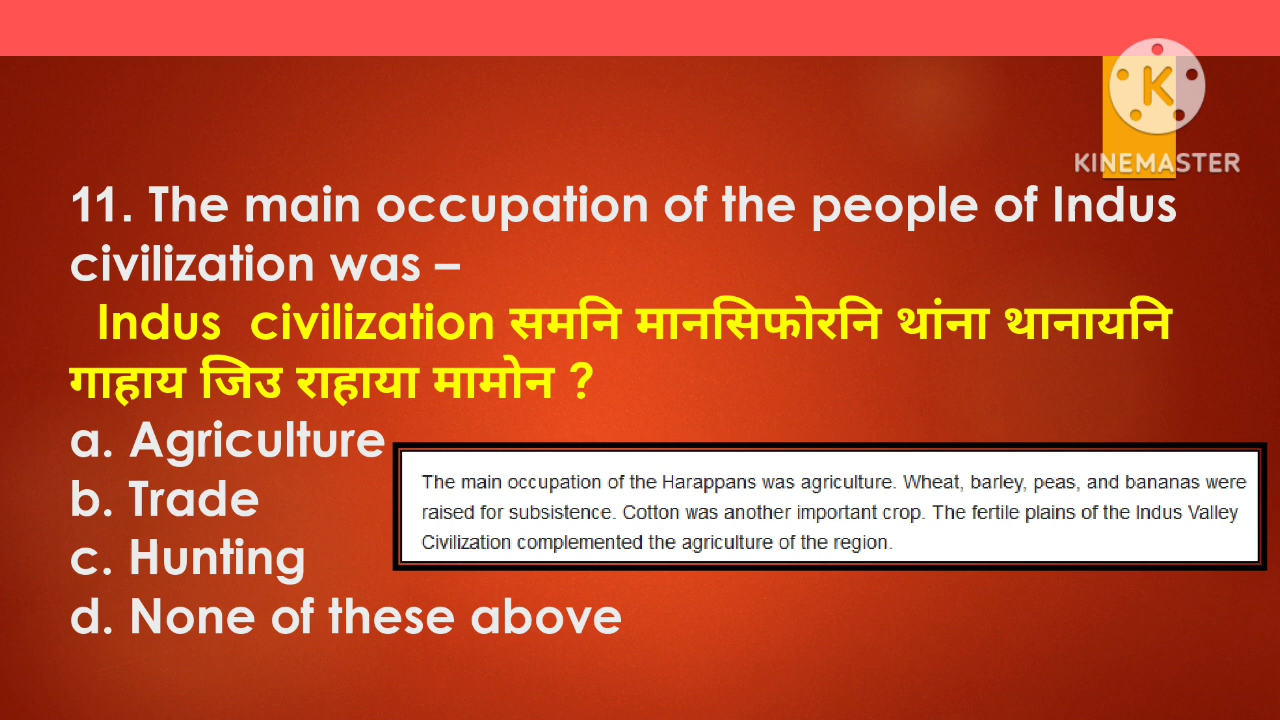 K
KINEMASTER
11. The main occupation of the people of Indus
civilization was –
Indus civilization समनि मानसिफोरनि थांना थानायनि
गाहाय जिउ राहाया मामोन ?
a. Agriculture
The main occupation of the Harappans was agriculture. Wheat, barley, peas, and bananas were
raised for subsistence. Cotton was another important crop. The fertile plains of the Indus Valley
Civilization complemented the agriculture of the region.
b. Trade
c. Hunting
d. None of these above